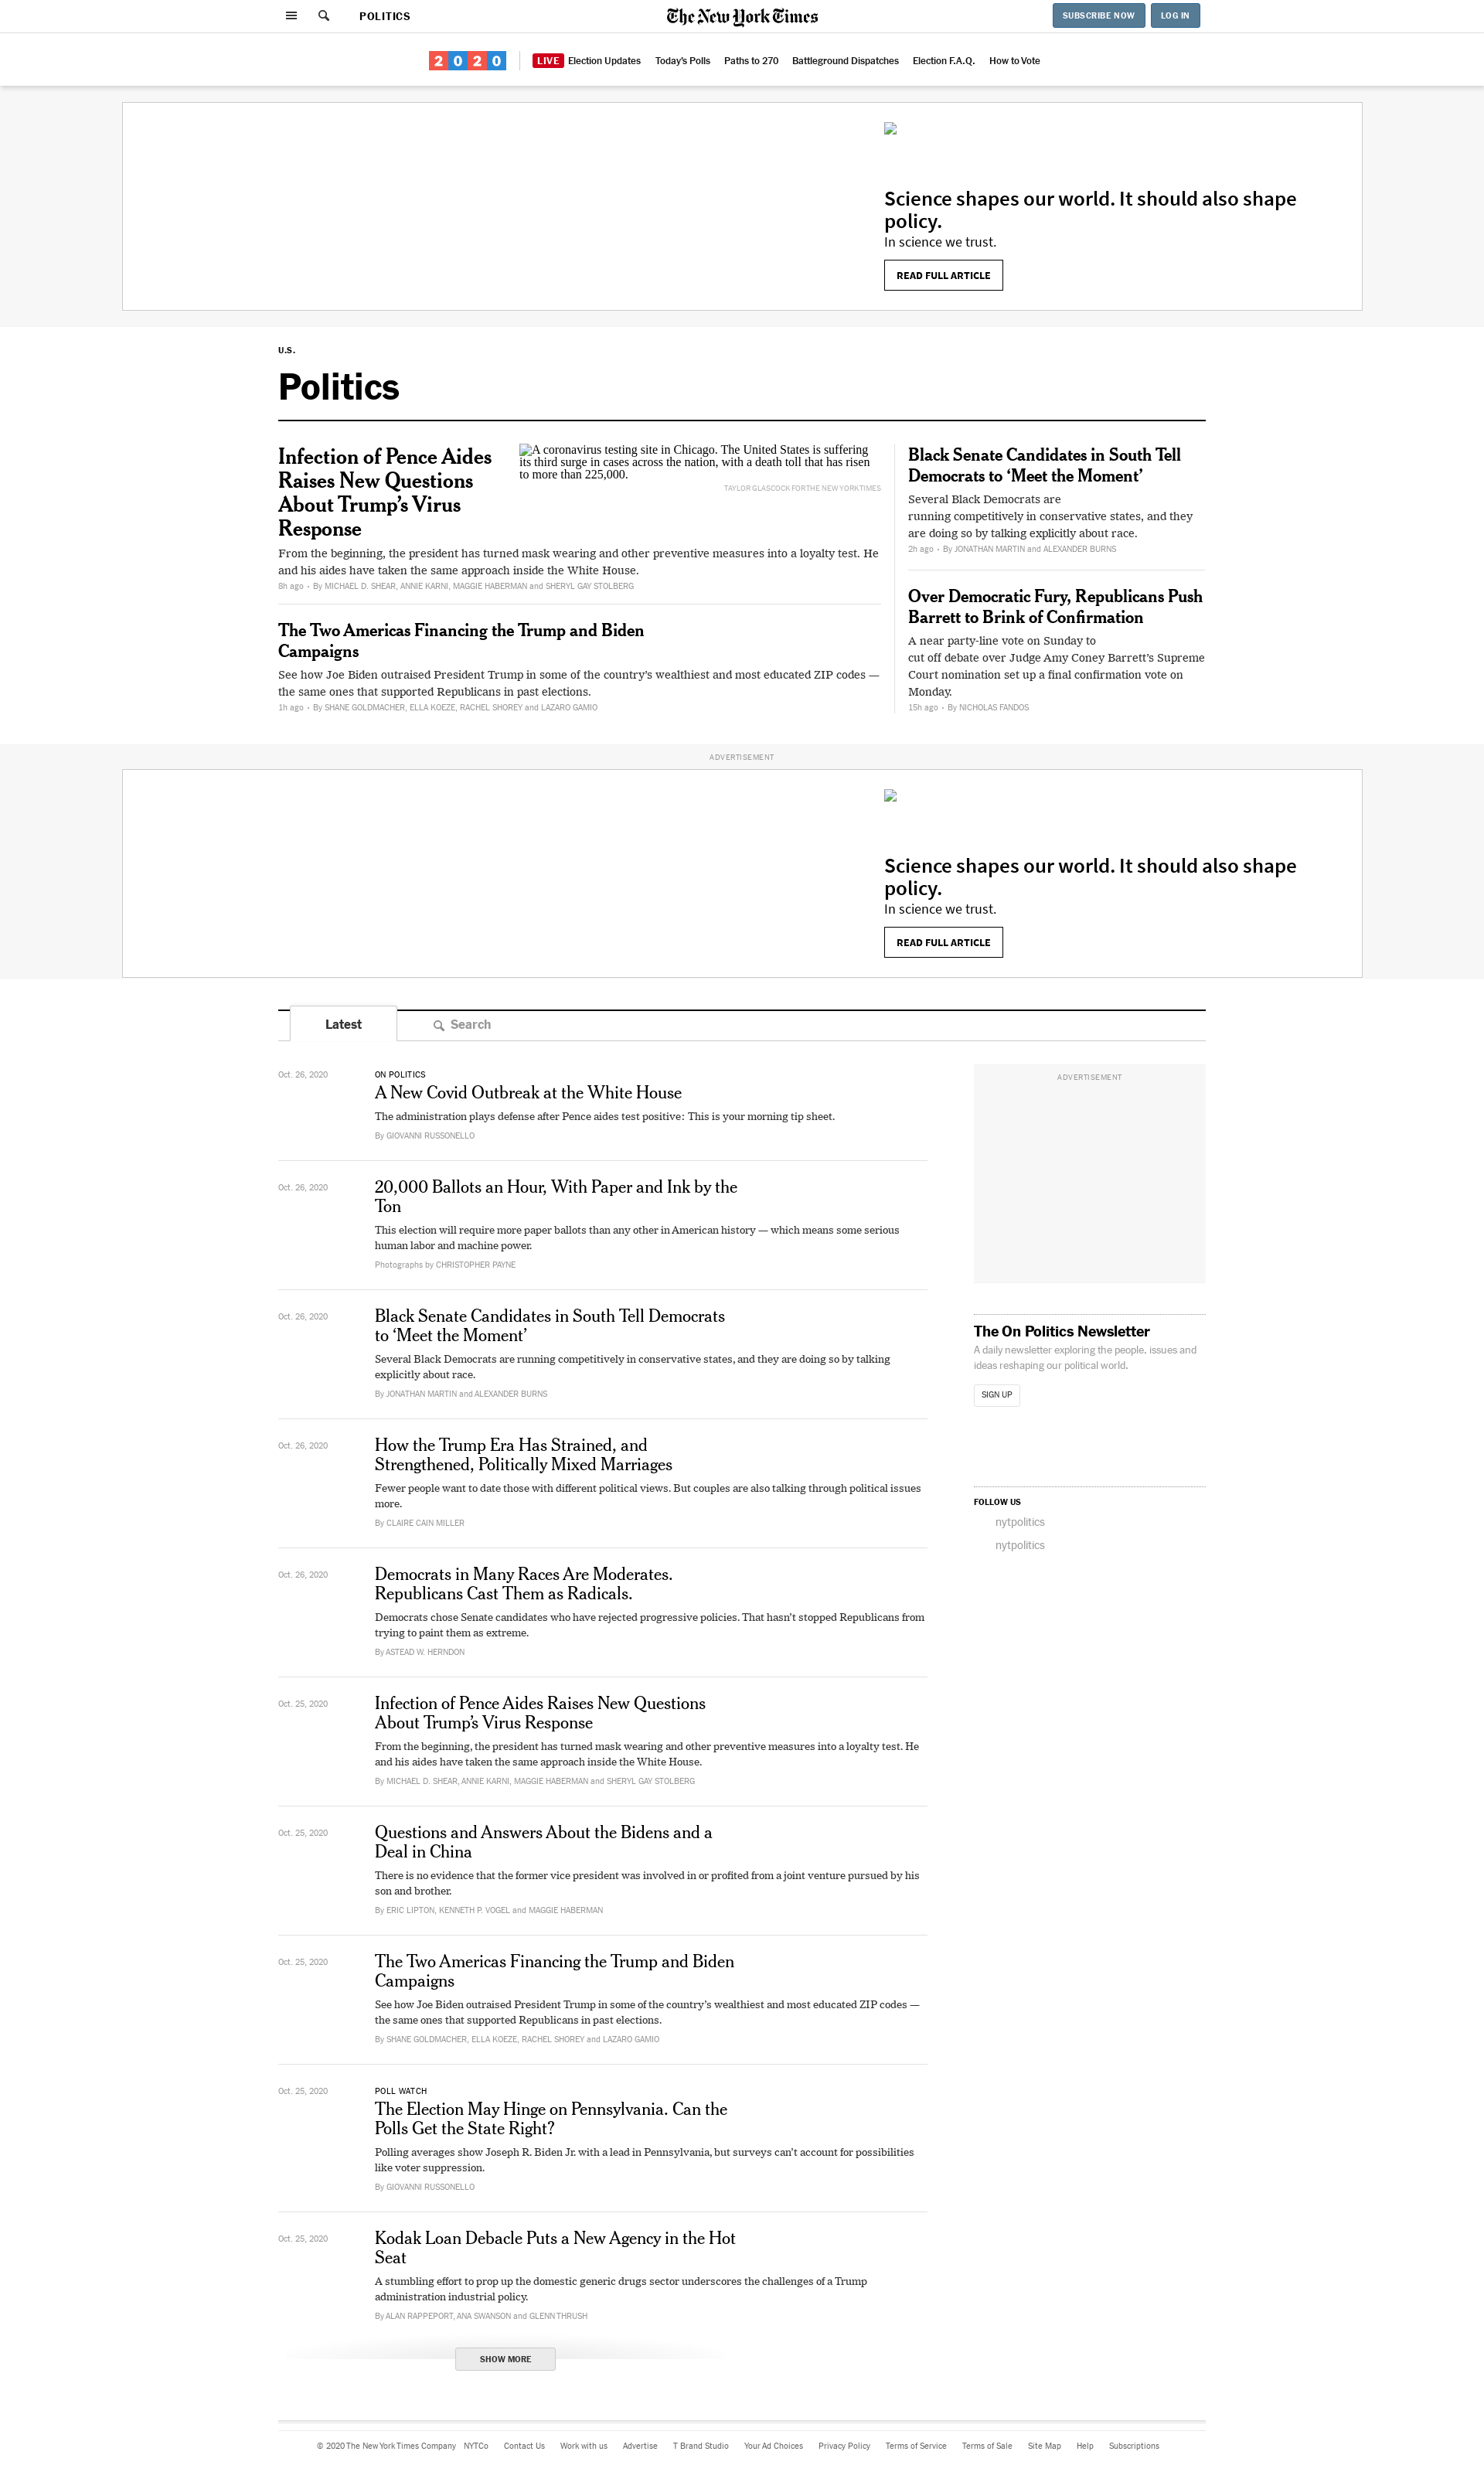 POLITICS
The New York Times
SUBSCRIBE NOW
LOG IN
2020
LIVE Election Updates
Today's Polls
Paths to 270
Battleground Dispatches
Election F.A.Q.
How to Vote
Science shapes our world. It should also shape
policy.
In science we trust.
READ FULL ARTICLE
U.S.
Politics
Infection of Pence Aides
Raises New Questions
About Trump’s Virus
Response
A coronavirus testing site in Chicago. The United States is suffering
its third surge in cases across the nation, with a death toll that has risen
to more than 225,000.
TAYLOR GLASCOCK FOR THE NEW YORK TIMES
From the beginning, the president has turned mask wearing and other preventive measures into a loyalty test. He
and his aides have taken the same approach inside the White House.
8h ago • By MICHAEL D. SHEAR, ANNIE KARNI, MAGGIE HABERMAN and SHERYL GAY STOLBERG
The Two Americas Financing the Trump and Biden
Campaigns
See how Joe Biden outraised President Trump in some of the country’s wealthiest and most educated ZIP codes —
the same ones that supported Republicans in past elections.
1h ago • By SHANE GOLDMACHER, ELLA KOEZE, RACHEL SHOREY and LAZARO GAMIO
Black Senate Candidates in South Tell
Democrats to ‘Meet the Moment’
Several Black Democrats are
running competitively in conservative states, and they
are doing so by talking explicitly about race.
2h ago • By JONATHAN MARTIN and ALEXANDER BURNS
Over Democratic Fury, Republicans Push
Barrett to Brink of Confirmation
A near party-line vote on Sunday to
cut off debate over Judge Amy Coney Barrett’s Supreme
Court nomination set up a final confirmation vote on
Monday.
15h ago • By NICHOLAS FANDOS
ADVERTISEMENT
Science shapes our world. It should also shape
policy.
In science we trust.
READ FULL ARTICLE
Latest
Search
Oct. 26, 2020
ON POLITICS
A New Covid Outbreak at the White House
The administration plays defense after Pence aides test positive: This is your morning tip sheet.
By GIOVANNI RUSSONELLO
Oct. 26, 2020
20,000 Ballots an Hour, With Paper and Ink by the
Ton
This election will require more paper ballots than any other in American history — which means some serious
human labor and machine power.
Photographs by CHRISTOPHER PAYNE
Oct. 26, 2020
Black Senate Candidates in South Tell Democrats
to ‘Meet the Moment’
Several Black Democrats are running competitively in conservative states, and they are doing so by talking
explicitly about race.
By JONATHAN MARTIN and ALEXANDER BURNS
Oct. 26, 2020
How the Trump Era Has Strained, and
Strengthened, Politically Mixed Marriages
Fewer people want to date those with different political views. But couples are also talking through political issues
more.
By CLAIRE CAIN MILLER
Oct. 26, 2020
Democrats in Many Races Are Moderates.
Republicans Cast Them as Radicals.
Democrats chose Senate candidates who have rejected progressive policies. That hasn’t stopped Republicans from
trying to paint them as extreme.
By ASTEAD W. HERNDON
Oct. 25, 2020
Infection of Pence Aides Raises New Questions
About Trump’s Virus Response
From the beginning, the president has turned mask wearing and other preventive measures into a loyalty test. He
and his aides have taken the same approach inside the White House.
By MICHAEL D. SHEAR, ANNIE KARNI, MAGGIE HABERMAN and SHERYL GAY STOLBERG
Oct. 25, 2020
Questions and Answers About the Bidens and a
Deal in China
There is no evidence that the former vice president was involved in or profited from a joint venture pursued by his
son and brother.
By ERIC LIPTON, KENNETH P. VOGEL and MAGGIE HABERMAN
Oct. 25, 2020
The Two Americas Financing the Trump and Biden
Campaigns
See how Joe Biden outraised President Trump in some of the country’s wealthiest and most educated ZIP codes —
the same ones that supported Republicans in past elections.
By SHANE GOLDMACHER, ELLA KOEZE, RACHEL SHOREY and LAZARO GAMIO
Oct. 25, 2020
POLL WATCH
The Election May Hinge on Pennsylvania. Can the
Polls Get the State Right?
Polling averages show Joseph R. Biden Jr. with a lead in Pennsylvania, but surveys can’t account for possibilities
like voter suppression.
By GIOVANNI RUSSONELLO
Oct. 25, 2020
Kodak Loan Debacle Puts a New Agency in the Hot
Seat
A stumbling effort to prop up the domestic generic drugs sector underscores the challenges of a Trump
administration industrial policy.
By ALAN RAPPEPORT, ANA SWANSON and GLENN THRUSH
SHOW MORE
ADVERTISEMENT
The On Politics Newsletter
A daily newsletter exploring the people, issues and
ideas reshaping our political world.
SIGN UP
FOLLOW US
nytpolitics
nytpolitics
© 2020 The New York Times Company
NYTCo
Contact Us
Work with us
Advertise
T Brand Studio
Your Ad Choices
Privacy Policy
Terms of Service
Terms of Sale
Site Map
Help
Subscriptions